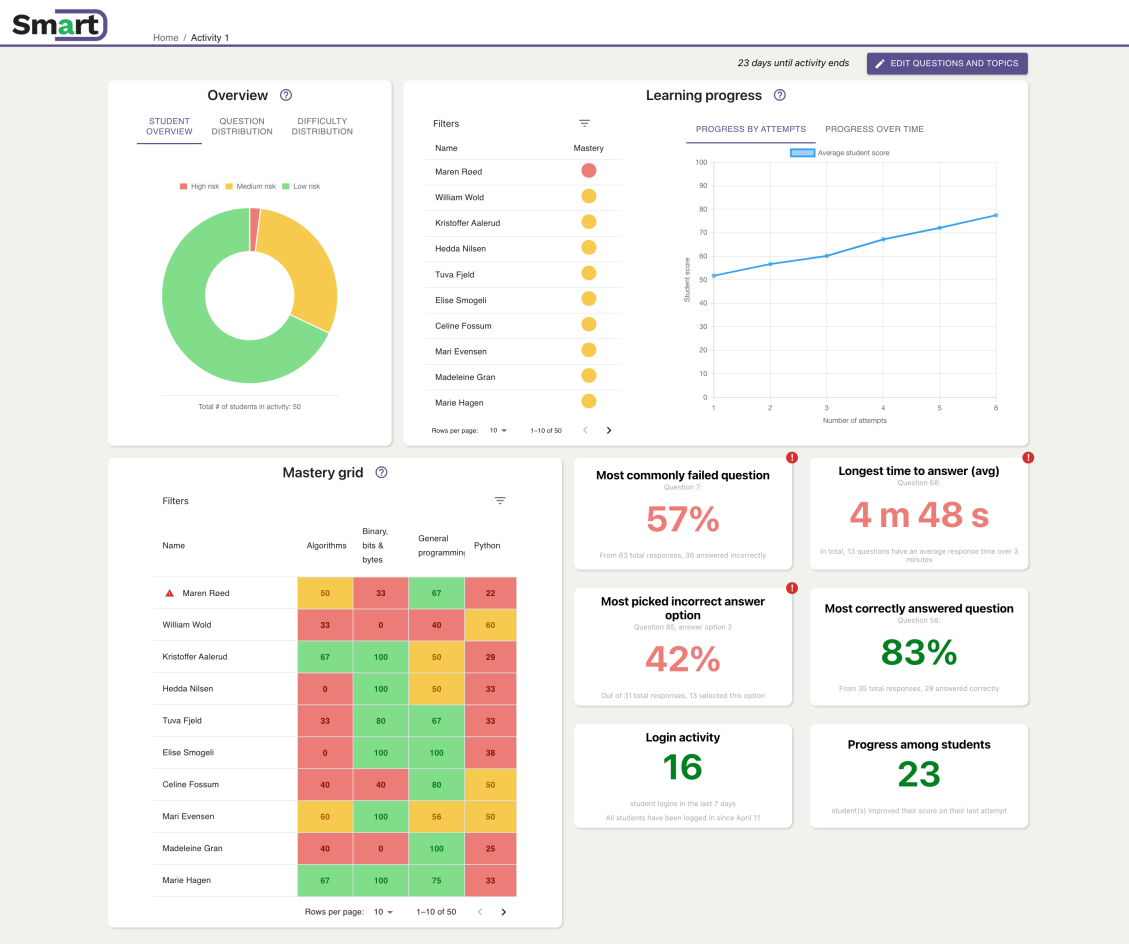 Smart
Home / Activity 1
23 days until activity ends
EDIT QUESTIONS AND TOPICS
Overview
STUDENT OVERVIEW
QUESTION DISTRIBUTION
DIFFICULTY DISTRIBUTION
High risk Medium risk Low risk
Total # of students in activity: 50
Learning progress
Filters
Name Mastery
Maren Røed
William Wold
Kristoffer Aalerud
Hedda Nilsen
Tuva Fjeld
Elise Smogeli
Celine Fossum
Mari Evensen
Madeleine Gran
Marie Hagen
Rows per page: 10 1–10 of 50
PROGRESS BY ATTEMPTS PROGRESS OVER TIME
Average student score
100
90
80
70
60
50
40
30
20
10
0
Student score
1 2 3 4 5 6
Number of attempts
Mastery grid
Filters
Name Algorithms Binary, bits & bytes General programming Python
Maren Røed 50 33 67 22
William Wold 33 0 40 60
Kristoffer Aalerud 67 100 50 29
Hedda Nilsen 0 100 50 33
Tuva Fjeld 33 80 67 33
Elise Smogeli 0 100 100 38
Celine Fossum 40 40 80 50
Mari Evensen 60 100 56 50
Madeleine Gran 40 0 100 25
Marie Hagen 67 100 75 33
Rows per page: 10 1–10 of 50
Most commonly failed question
Question 7:
57%
From 63 total responses, 36 answered incorrectly
Longest time to answer (avg)
Question 66:
4 m 48 s
In total, 13 questions have an average response time over 3
minutes
Most picked incorrect answer
option
Question 85, answer option 2
42%
Out of 31 total responses, 13 selected this option
Most correctly answered question
Question 58:
83%
From 35 total responses, 29 answered correctly
Login activity
16
student logins in the last 7 days
All students have been logged in since April 11
Progress among students
23
student(s) improved their score on their last attempt